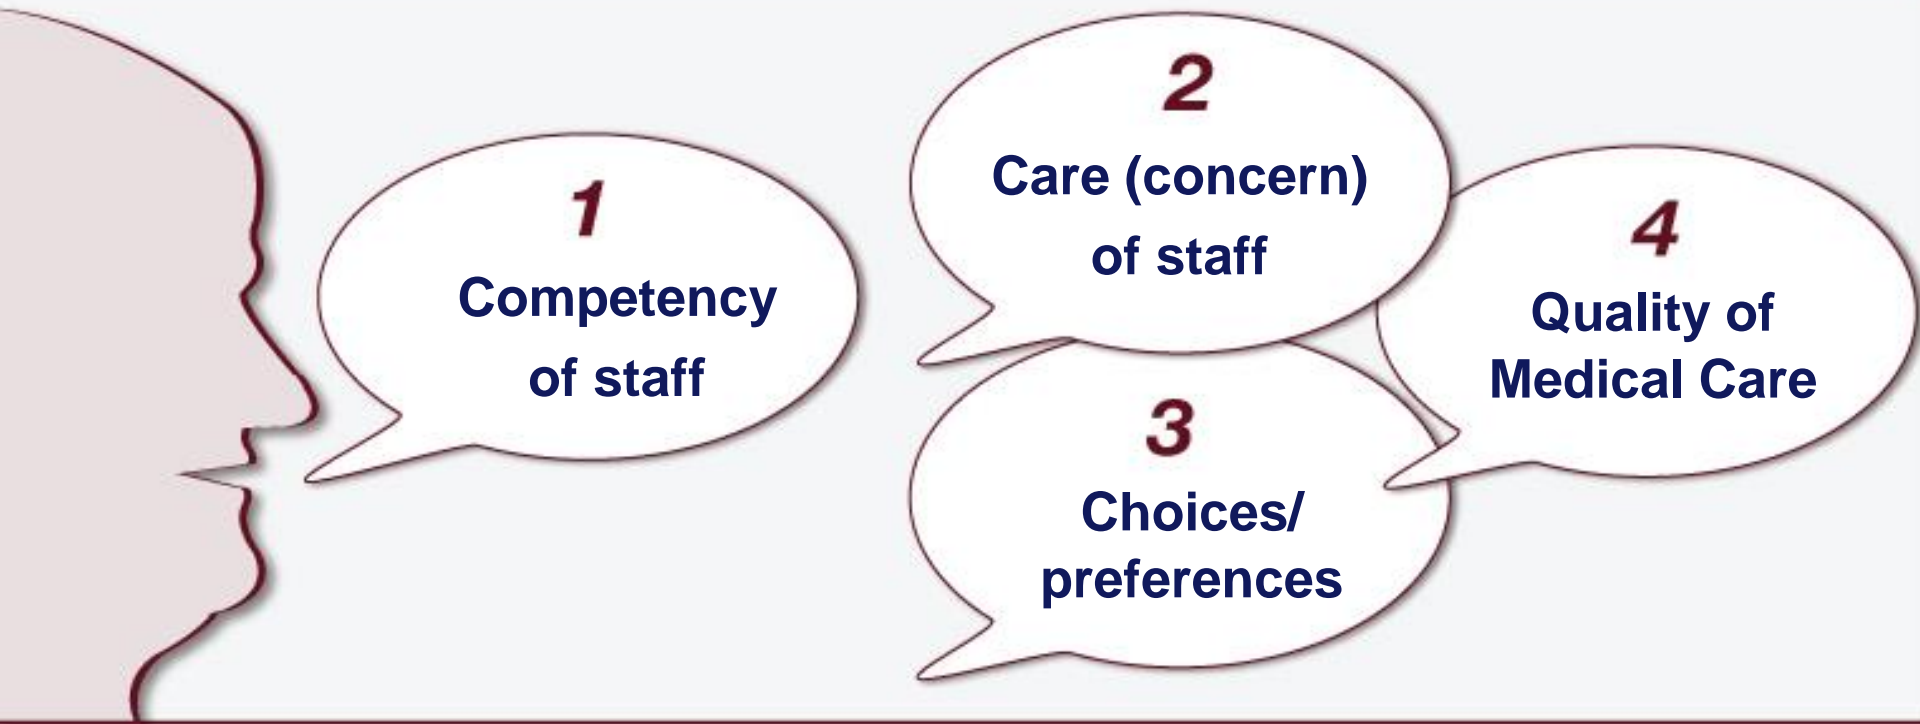 1
Competency
of staff
2
Care (concern)
of staff
3
Choices/
preferences
4
Quality of
Medical Care